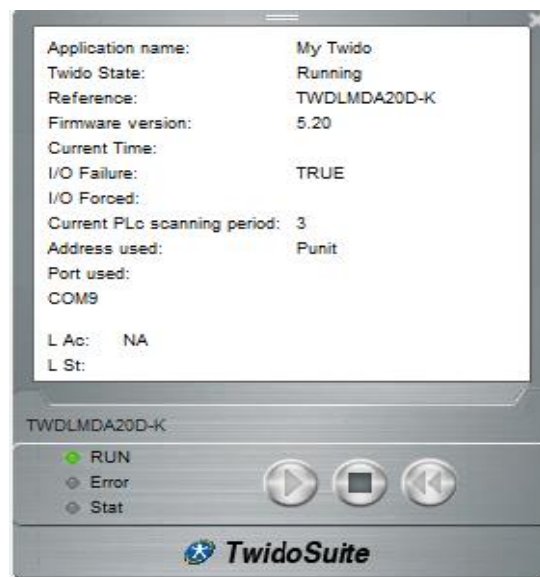 Application name: My Twido
Twido State: Running
Reference: TWDLMDA20D-K
Firmware version: 5.20
Current Time:
I/O Failure: TRUE
I/O Forced:
Current PLc scanning period: 3
Address used: Punit
Port used:
COM9
L Ac: NA
L St:
TWDLMDA20D-K
RUN
Error
Stat
TwidoSuite